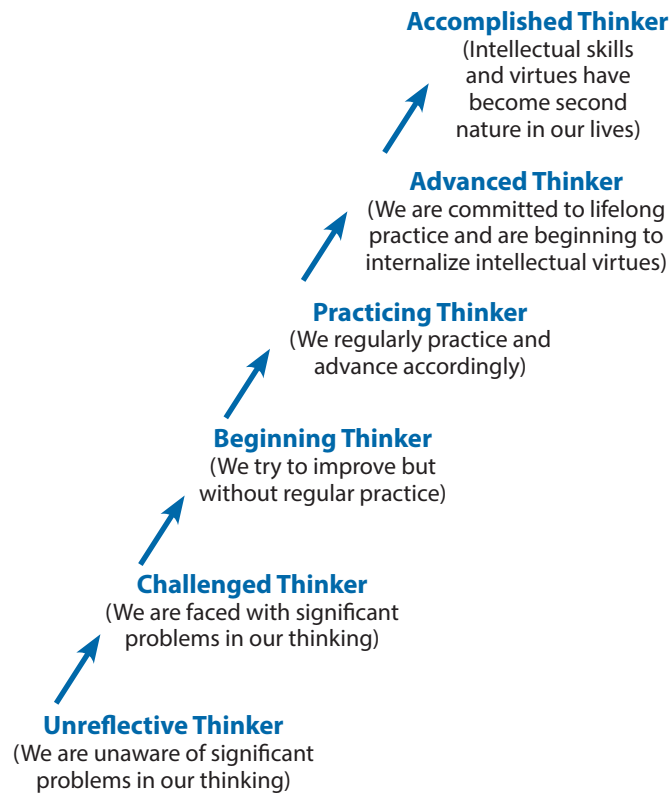 Accomplished Thinker
(Intellectual skills
and virtues have
become second
nature in our lives)
Advanced Thinker
(We are committed to lifelong
practice and are beginning to
internalize intellectual virtues)
Practicing Thinker
(We regularly practice and
advance accordingly)
Beginning Thinker
(We try to improve but
without regular practice)
Challenged Thinker
(We are faced with significant
problems in our thinking)
Unreflective Thinker
(We are unaware of significant
problems in our thinking)